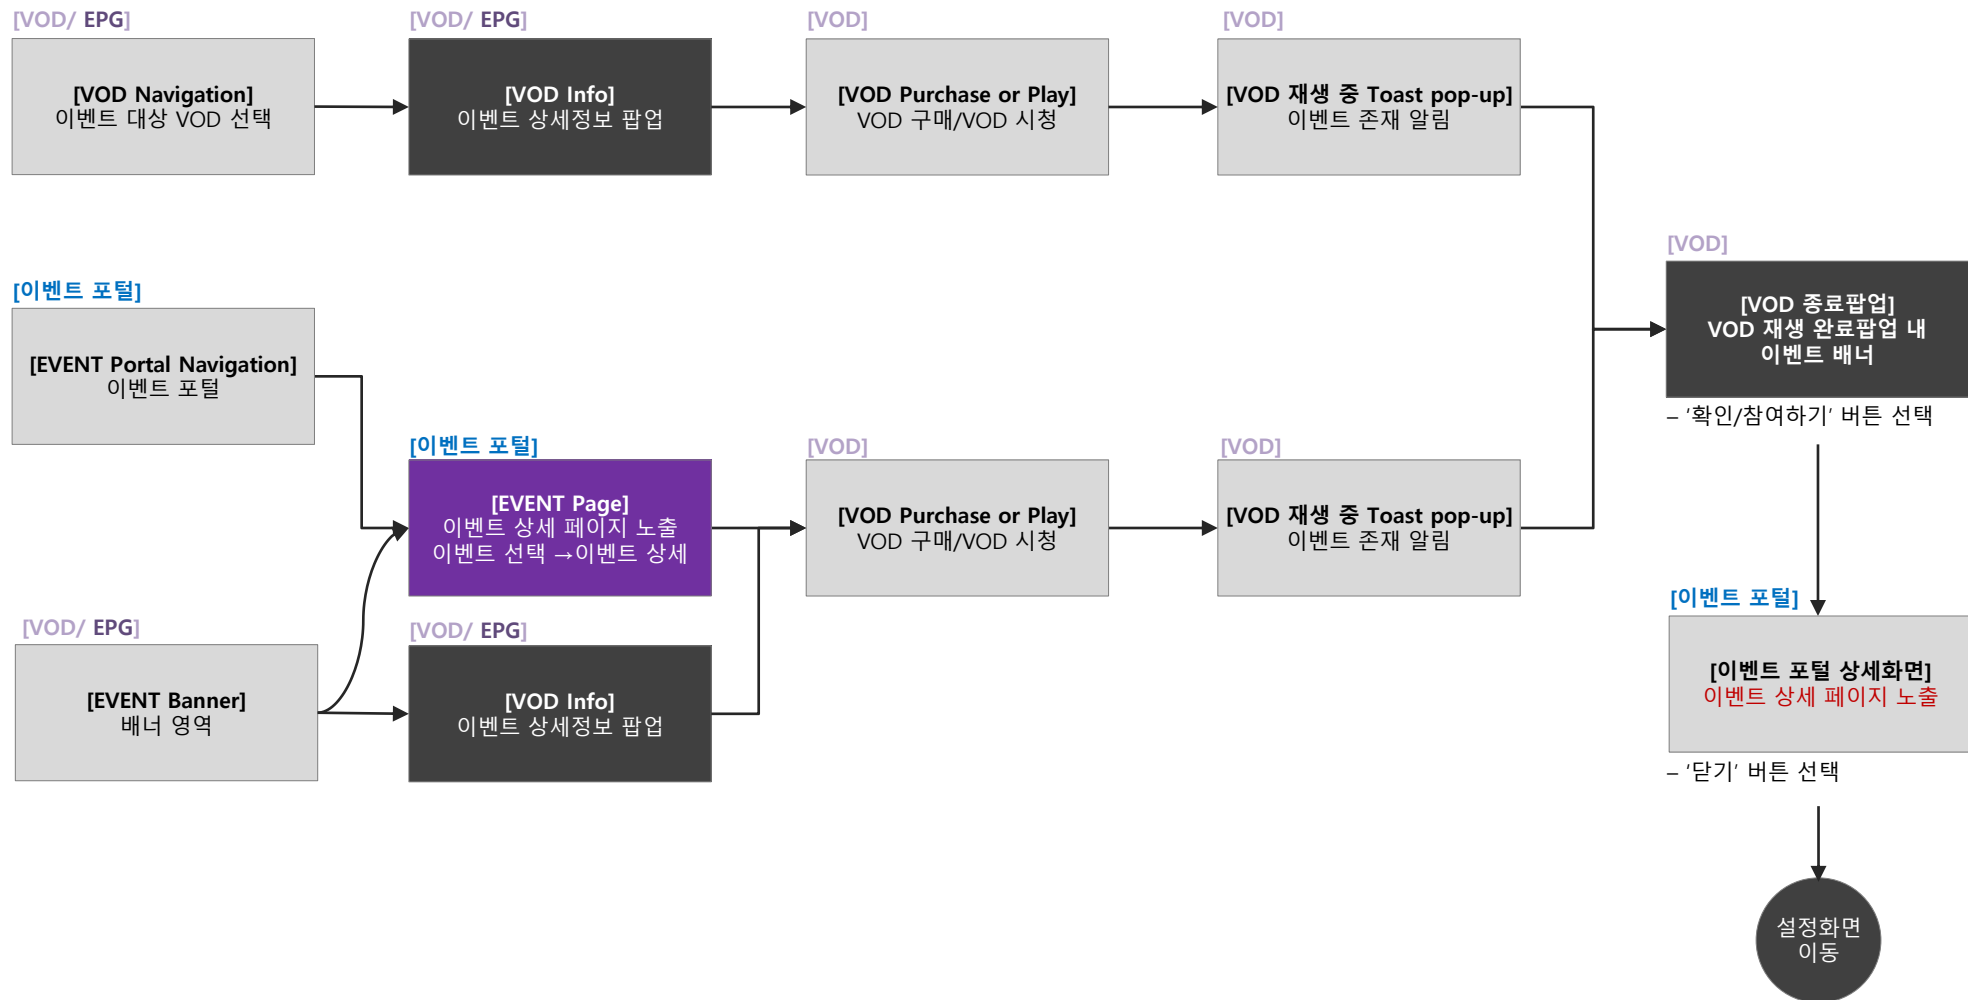 [VOD/ EPG]
[VOD Navigation]
이벤트 대상 VOD 선택
[VOD/ EPG]
[VOD Info]
이벤트 상세정보 팝업
[VOD]
[VOD Purchase or Play]
VOD 구매/VOD 시청
[VOD]
[VOD 재생 중 Toast pop-up]
이벤트 존재 알림
[VOD]
[VOD 종료팝업]
VOD 재생 완료팝업 내
이벤트 배너
– ‘확인/참여하기’ 버튼 선택
[이벤트 포털]
[EVENT Portal Navigation]
이벤트 포털
[이벤트 포털]
[EVENT Page]
이벤트 상세 페이지 노출
이벤트 선택 →이벤트 상세
[VOD]
[VOD Purchase or Play]
VOD 구매/VOD 시청
[VOD]
[VOD 재생 중 Toast pop-up]
이벤트 존재 알림
[VOD/ EPG]
[EVENT Banner]
배너 영역
[VOD/ EPG]
[VOD Info]
이벤트 상세정보 팝업
[이벤트 포털]
[이벤트 포털 상세화면]
이벤트 상세 페이지 노출
– ‘닫기’ 버튼 선택
설정화면
이동